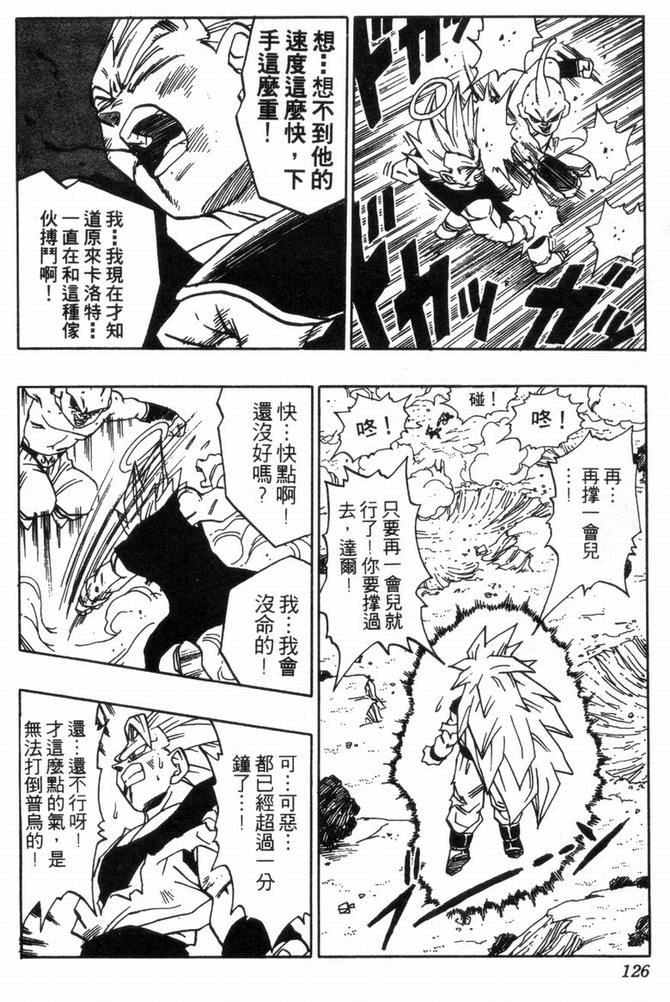 ドカ
ドカドカ
想…想不到他的
速度這麼快，下
手這麼重！
我…我現在才知
道原來卡洛特…
一直在和這種傢
伙搏鬥啊！
碰！
咚！
咚！
再…
再撐一會兒
…！
只要再一會兒就
行了！你要撐過
去，達爾！
快…快點啊！
還沒好嗎？
我…我會
沒命的！
可…可惡…
都已經超過一分
鐘了…！
還…還不行呀！
才這麼點的氣，是
無法打倒普烏的！
126